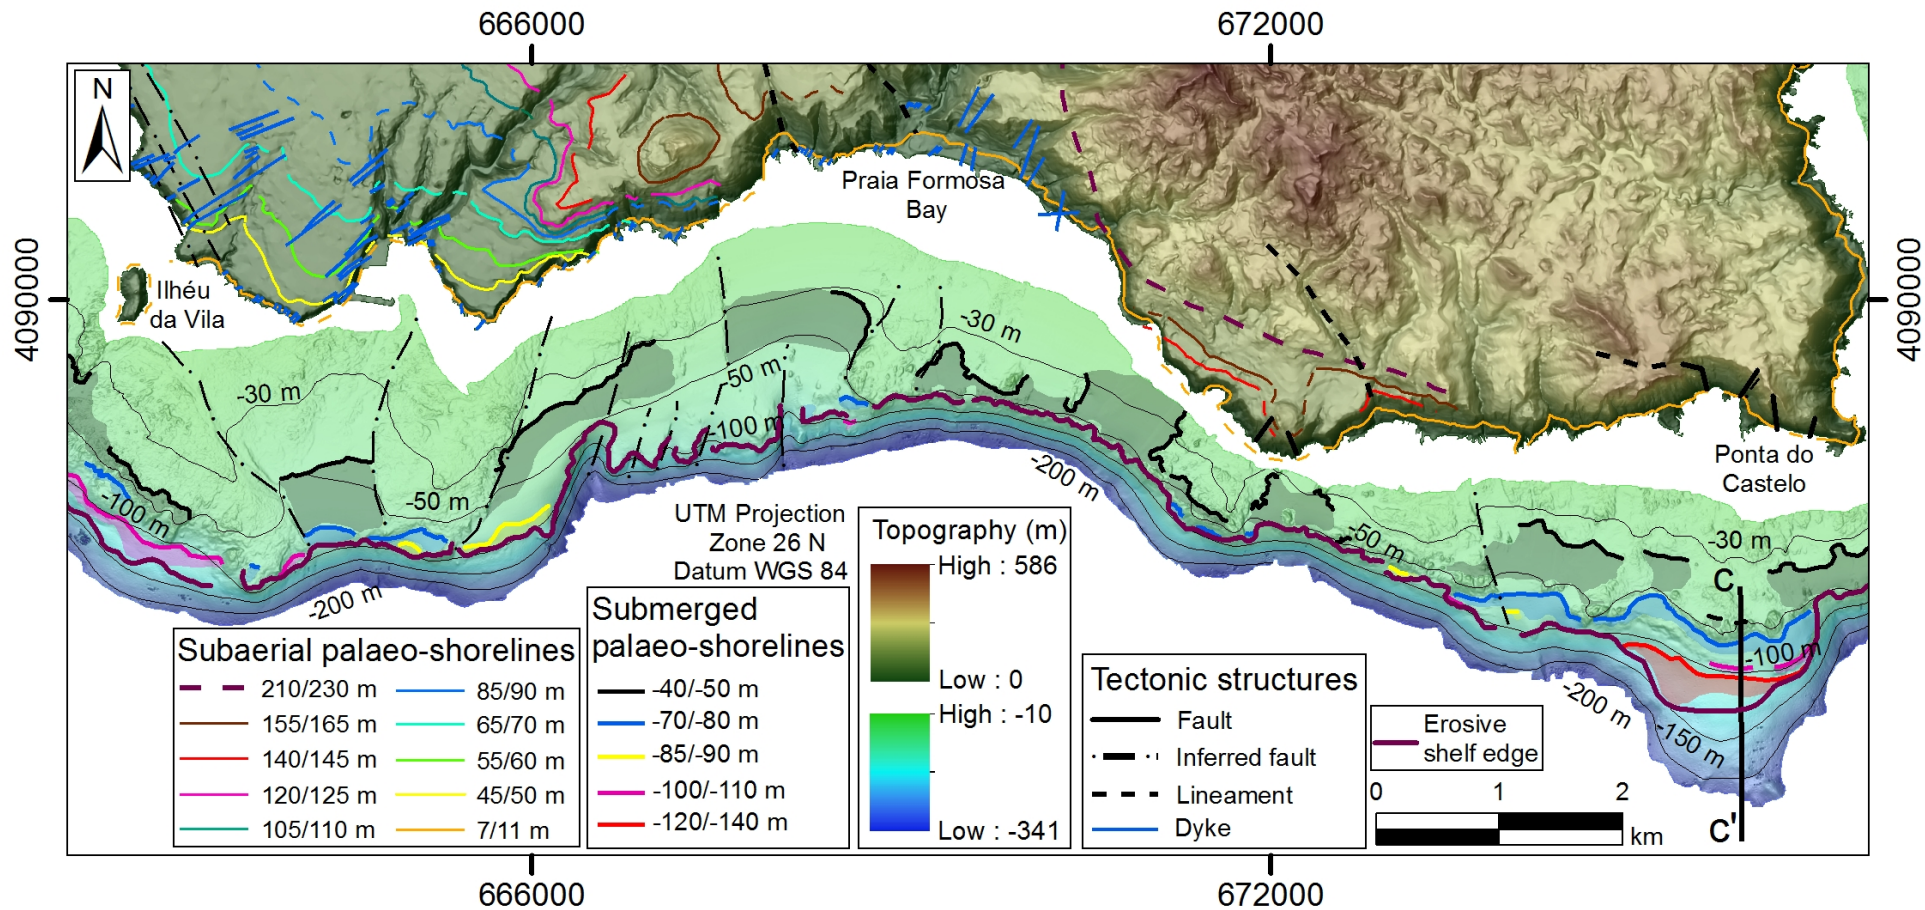 666000
672000
N
Praia Formosa
Bay
4090000
4090000
Ilhéu
da Vila
-30 m
-30 m
-50 m
-50 m
-100 m
-100 m
-200 m
-200 m
Ponta do
Castelo
-50 m
-30 m
C
-100 m
-200 m
-150 m
C'
UTM Projection
Zone 26 N
Datum WGS 84
Subaerial palaeo-shorelines
210/230 m
85/90 m
155/165 m
65/70 m
140/145 m
55/60 m
120/125 m
45/50 m
105/110 m
7/11 m
Submerged
palaeo-shorelines
-40/-50 m
-70/-80 m
-85/-90 m
-100/-110 m
-120/-140 m
Topography (m)
High : 586
Low : 0
High : -10
Low : -341
Tectonic structures
Fault
Inferred fault
Lineament
Dyke
Erosive
shelf edge
0 1 2
km
666000
672000